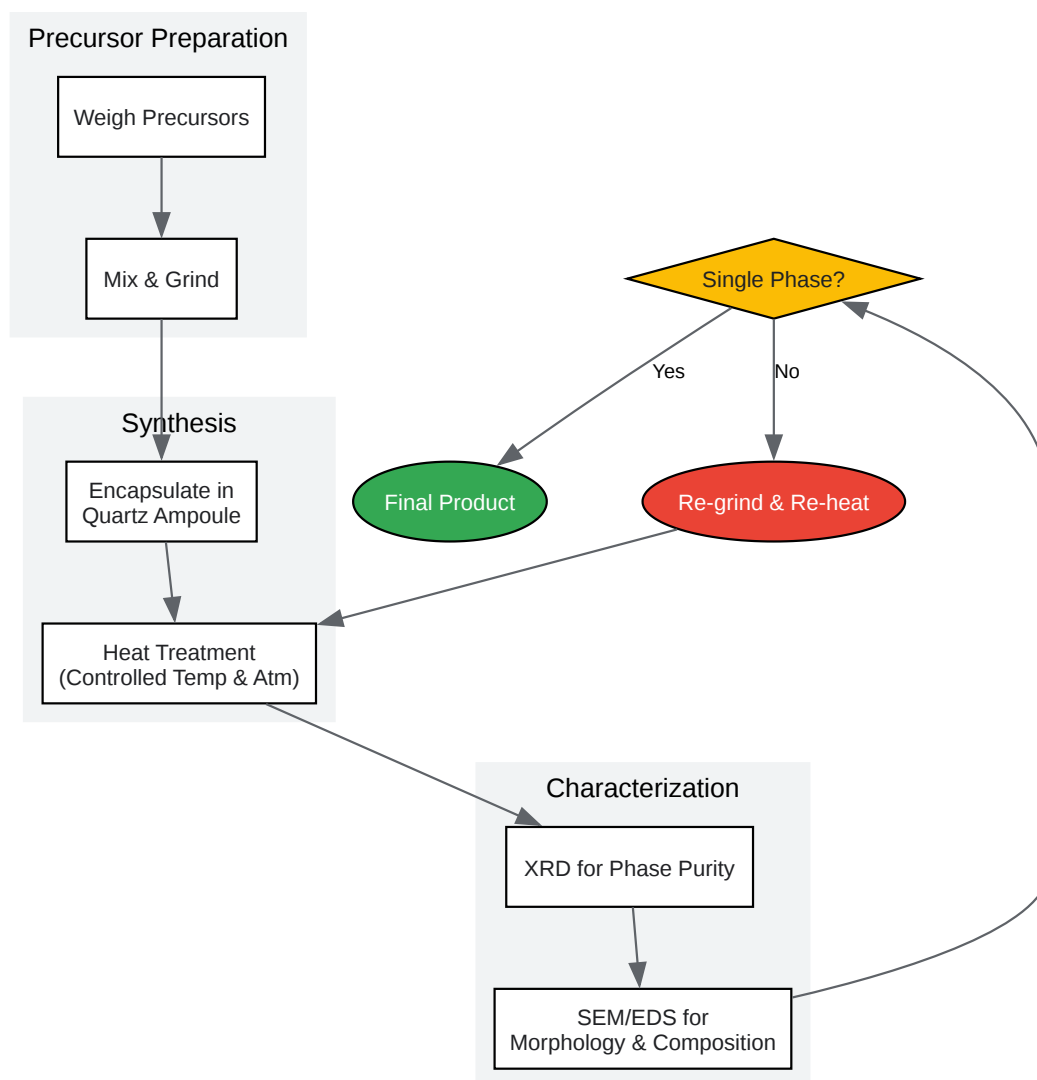 Precursor Preparation
Weigh Precursors
Mix & Grind
Single Phase?
Yes
No
Synthesis
Encapsulate in
Quartz Ampoule
Final Product
Re-grind & Re-heat
Heat Treatment
(Controlled Temp & Atm)
Characterization
XRD for Phase Purity
SEM/EDS for
Morphology & Composition